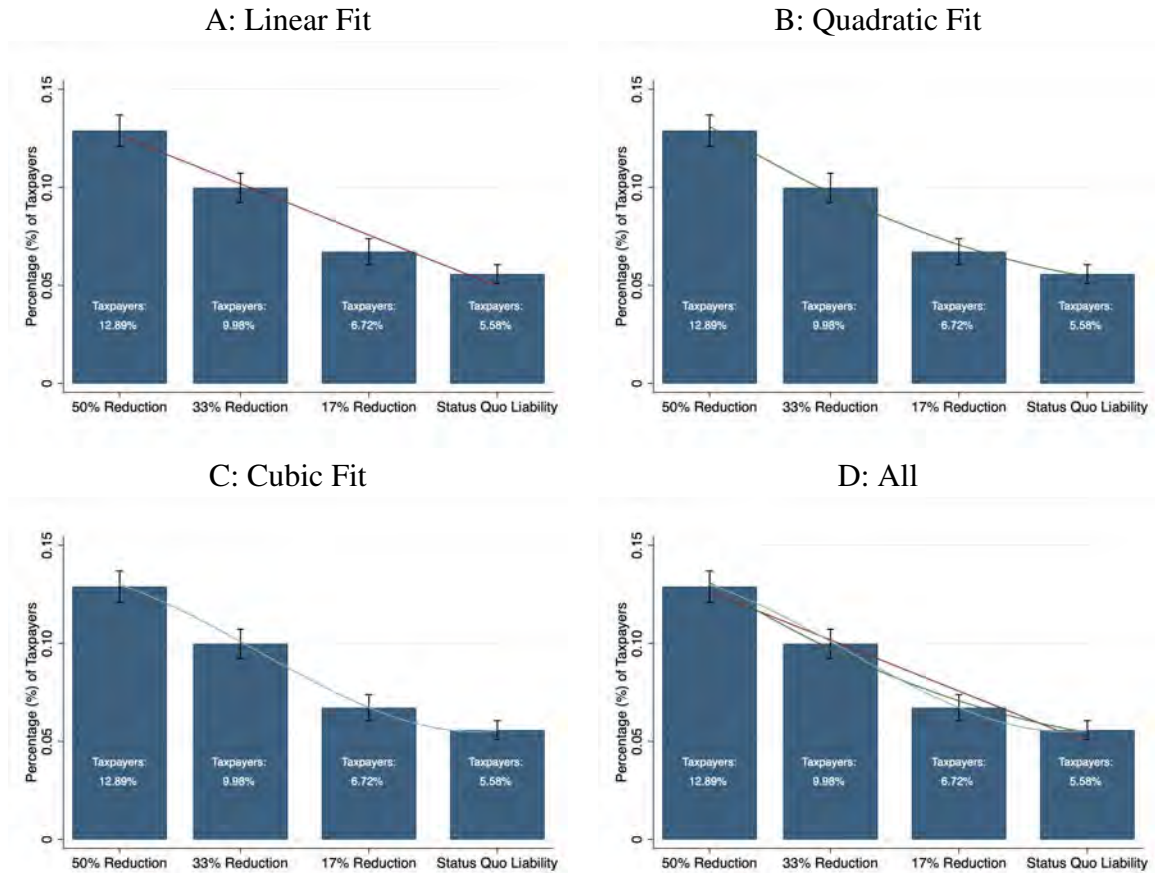 A: Linear Fit
Percentage (%) of Taxpayers
0.15
0.10
0.05
0
Taxpayers:
12.89%
Taxpayers:
9.98%
Taxpayers:
6.72%
Taxpayers:
5.58%
50% Reduction
33% Reduction
17% Reduction
Status Quo Liability
B: Quadratic Fit
Percentage (%) of Taxpayers
0.15
0.10
0.05
0
Taxpayers:
12.89%
Taxpayers:
9.98%
Taxpayers:
6.72%
Taxpayers:
5.58%
50% Reduction
33% Reduction
17% Reduction
Status Quo Liability
C: Cubic Fit
Percentage (%) of Taxpayers
0.15
0.10
0.05
0
Taxpayers:
12.89%
Taxpayers:
9.98%
Taxpayers:
6.72%
Taxpayers:
5.58%
50% Reduction
33% Reduction
17% Reduction
Status Quo Liability
D: All
Percentage (%) of Taxpayers
0.15
0.10
0.05
0
Taxpayers:
12.89%
Taxpayers:
9.98%
Taxpayers:
6.72%
Taxpayers:
5.58%
50% Reduction
33% Reduction
17% Reduction
Status Quo Liability